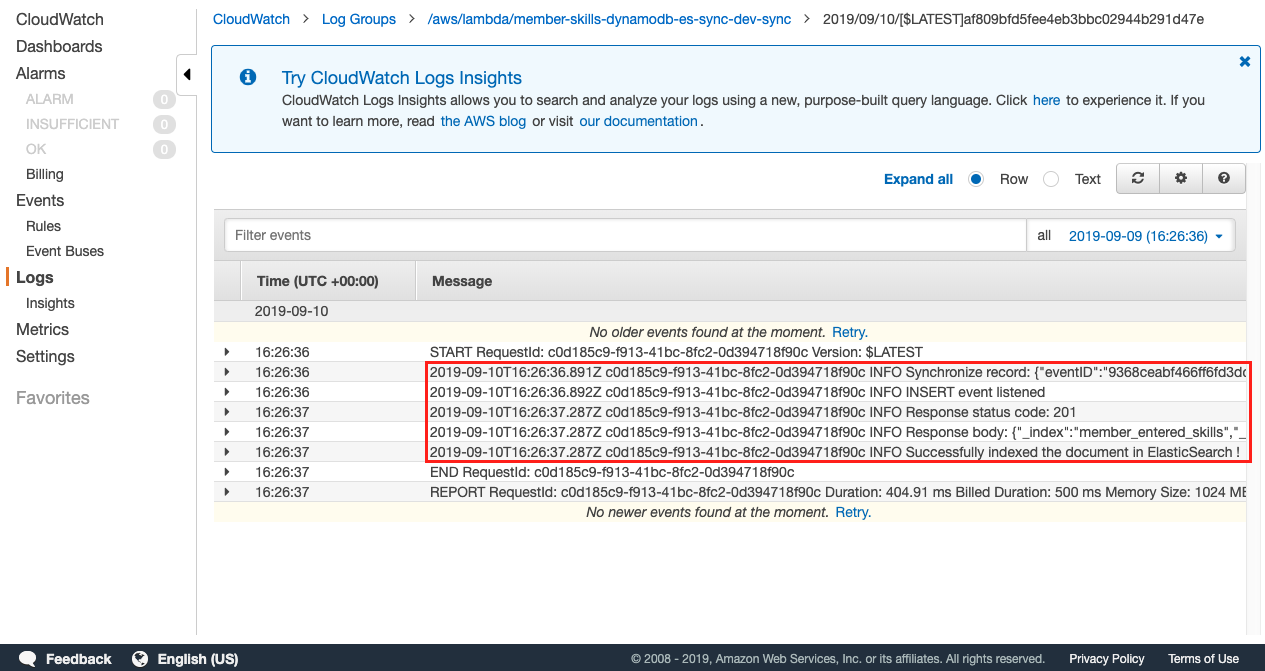 CloudWatch
Dashboards
Alarms
ALARM 0
INSUFFICIENT 0
OK 0
Billing
Events
Rules
Event Buses
Logs
Insights
Metrics
Settings
Favorites
CloudWatch > Log Groups > /aws/lambda/member-skills-dynamodb-es-sync-dev-sync > 2019/09/10/[$LATEST]af809bfd5fee4eb3bbc02944b291d47e
Try CloudWatch Logs Insights
CloudWatch Logs Insights allows you to search and analyze your logs using a new, purpose-built query language. Click here to experience it. If you
want to learn more, read the AWS blog or visit our documentation.
Expand all Row Text
Filter events all 2019-09-09 (16:26:36)
Time (UTC +00:00) Message
2019-09-10
No older events found at the moment. Retry.
16:26:36 START RequestId: c0d185c9-f913-41bc-8fc2-0d394718f90c Version: $LATEST
16:26:36 2019-09-10T16:26:36.891Z c0d185c9-f913-41bc-8fc2-0d394718f90c INFO Synchronize record: {"eventID":"9368ceabf466ff6fd3dc
16:26:36 2019-09-10T16:26:36.892Z c0d185c9-f913-41bc-8fc2-0d394718f90c INFO INSERT event listened
16:26:37 2019-09-10T16:26:37.287Z c0d185c9-f913-41bc-8fc2-0d394718f90c INFO Response status code: 201
16:26:37 2019-09-10T16:26:37.287Z c0d185c9-f913-41bc-8fc2-0d394718f90c INFO Response body: {"_index":"member_entered_skills","_
16:26:37 2019-09-10T16:26:37.287Z c0d185c9-f913-41bc-8fc2-0d394718f90c INFO Successfully indexed the document in ElasticSearch !
16:26:37 END RequestId: c0d185c9-f913-41bc-8fc2-0d394718f90c
16:26:37 REPORT RequestId: c0d185c9-f913-41bc-8fc2-0d394718f90c Duration: 404.91 ms Billed Duration: 500 ms Memory Size: 1024 MB
No newer events found at the moment. Retry.
Feedback English (US) © 2008 - 2019, Amazon Web Services, Inc. or its affiliates. All rights reserved. Privacy Policy Terms of Use